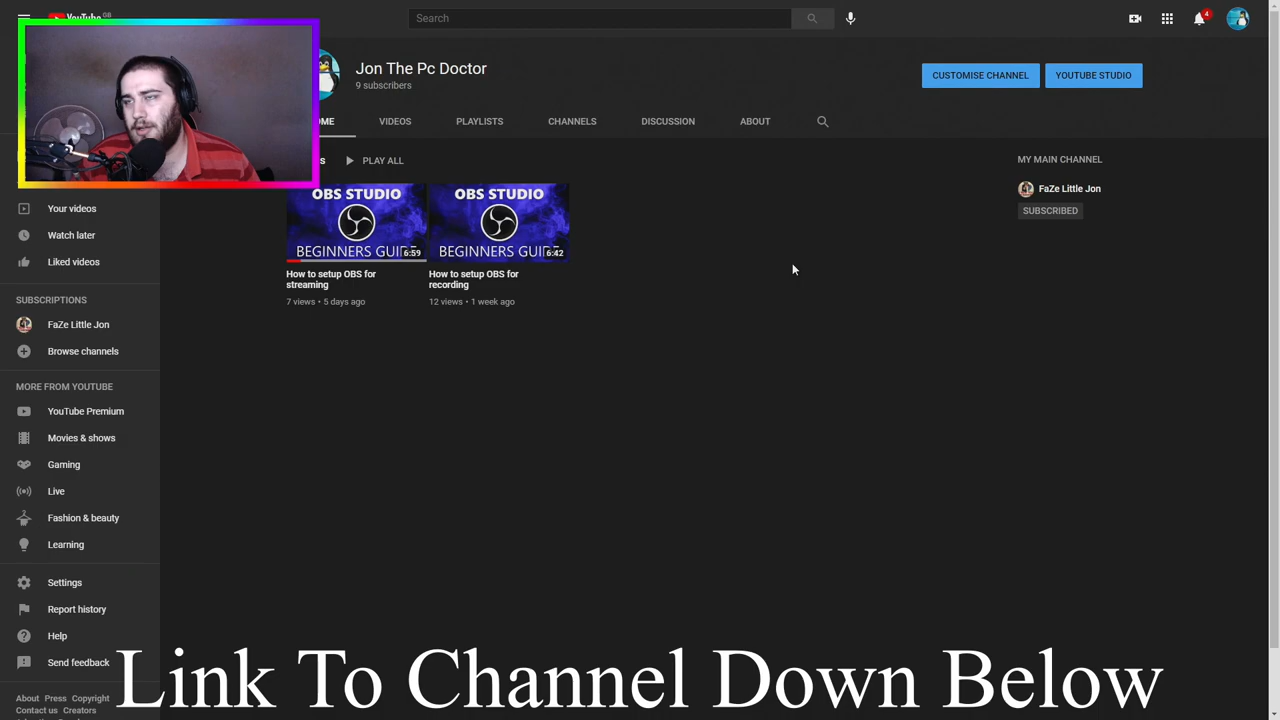 YouTube GB
Search
4
Jon The Pc Doctor
9 subscribers
CUSTOMISE CHANNEL
YOUTUBE STUDIO
VIDEOS
PLAYLISTS
CHANNELS
DISCUSSION
ABOUT
PLAY ALL
MY MAIN CHANNEL
FaZe Little Jon
SUBSCRIBED
OBS STUDIO
BEGINNERS GUIDE
6:59
How to setup OBS for
streaming
7 views • 5 days ago
OBS STUDIO
6:42
How to setup OBS for
recording
12 views • 1 week ago
Your videos
Watch later
Liked videos
SUBSCRIPTIONS
FaZe Little Jon
Browse channels
MORE FROM YOUTUBE
YouTube Premium
Movies & shows
Gaming
Live
Fashion & beauty
Learning
Settings
Report history
Help
Send feedback
About Press Copyright
Contact us Creators
Link To Channel Down Below